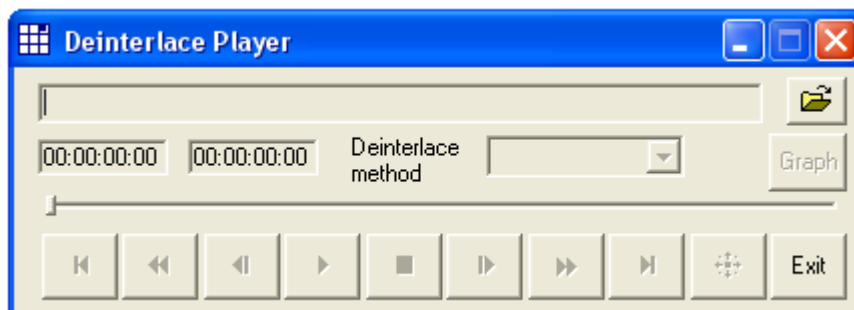 Deinterlace Player
00:00:00:00
00:00:00:00
Deinterlace
method
Graph
Exit